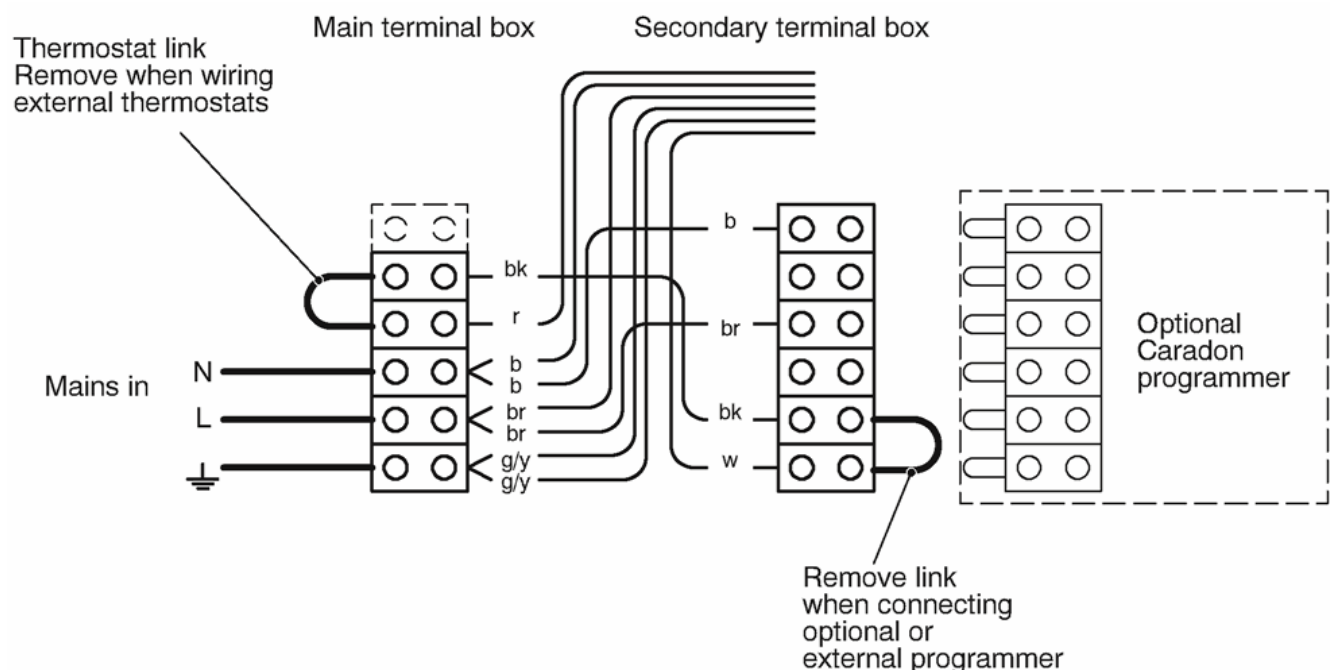 Main terminal box
Secondary terminal box
Thermostat link
Remove when wiring
external thermostats
b
bk
r
br
Optional
Caradon
programmer
Mains in
N
b
b
L
br
br
bk
g/y
g/y
w
Remove link
when connecting
optional or
external programmer